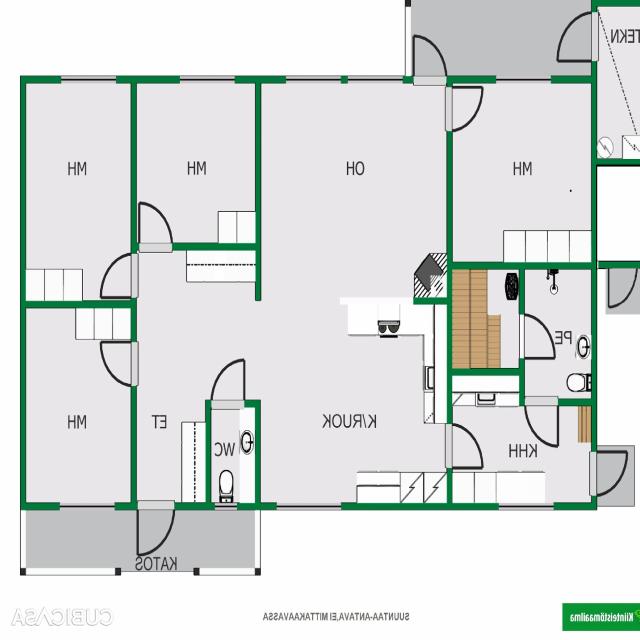 TEKN
MH
MH
OH
MH
PE
MH
ET
WC
K/RUOK
KHH
KATOS
CUBICASA
SUUNTAA-ANTAVA, EI MITTAKAAVASSA
Kiinteistömaailma